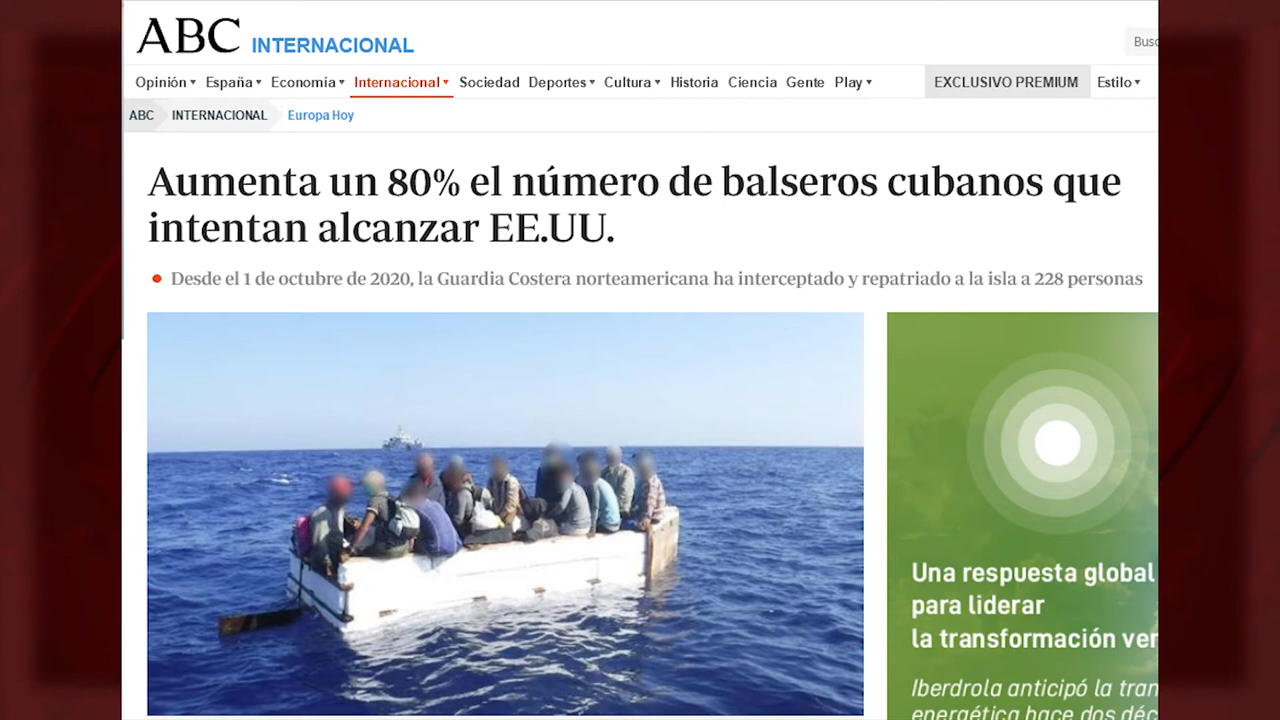 ABC INTERNACIONAL
Opinión España Economía Internacional Sociedad Deportes Cultura Historia Ciencia Gente Play EXCLUSIVO PREMIUM Estilo
ABC INTERNACIONAL Europa Hoy
Aumenta un 80% el número de balseros cubanos que
intentan alcanzar EE.UU.
Desde el 1 de octubre de 2020, la Guardia Costera norteamericana ha interceptado y repatriado a la isla a 228 personas
Una respuesta global
para liderar
la transformación
Iberdrola anticipó la
energética hace dos